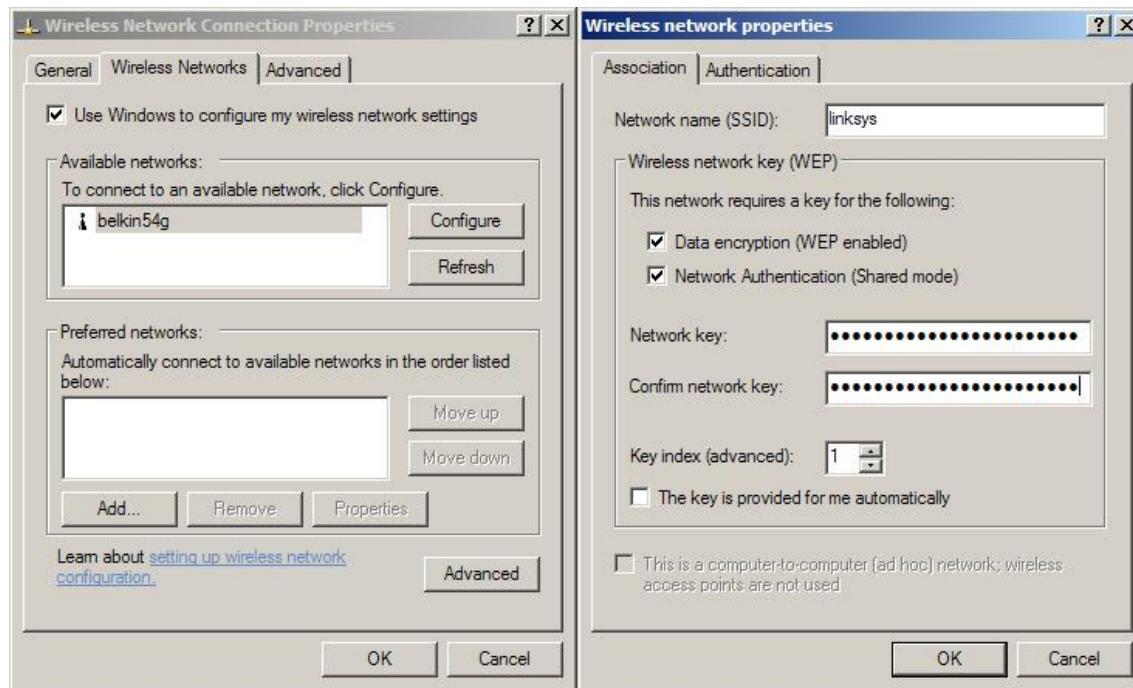 Wireless Network Connection Properties
General
Wireless Networks
Advanced
Use Windows to configure my wireless network settings
Available networks:
To connect to an available network, click Configure.
belkin54g
Configure
Refresh
Preferred networks:
Automatically connect to available networks in the order listed
below:
Move up
Move down
Add...
Remove
Properties
Learn about setting up wireless network
configuration.
Advanced
OK
Cancel
Wireless network properties
Association
Authentication
Network name (SSID):
linksys
Wireless network key (WEP)
This network requires a key for the following:
Data encryption (WEP enabled)
Network Authentication (Shared mode)
Network key:
Confirm network key:
Key index (advanced):
1
The key is provided for me automatically
This is a computer-to-computer (ad hoc) network; wireless
access points are not used
OK
Cancel